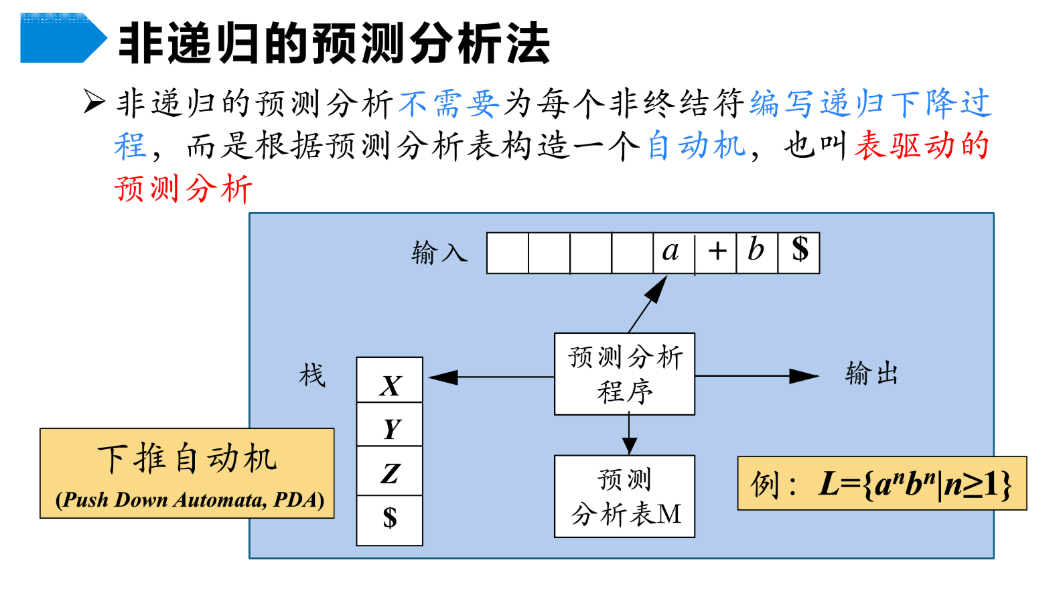 非递归的预测分析法
➢非递归的预测分析不需要为每个非终结符编写递归下降过
程，而是根据预测分析表构造一个自动机，也叫表驱动的
预测分析
输入 a + b $
预测分析
程序
栈
X
Y
Z
$
输出
下推自动机
(Push Down Automata, PDA)
预测
分析表M
例：L={aⁿbⁿ|n≥1}